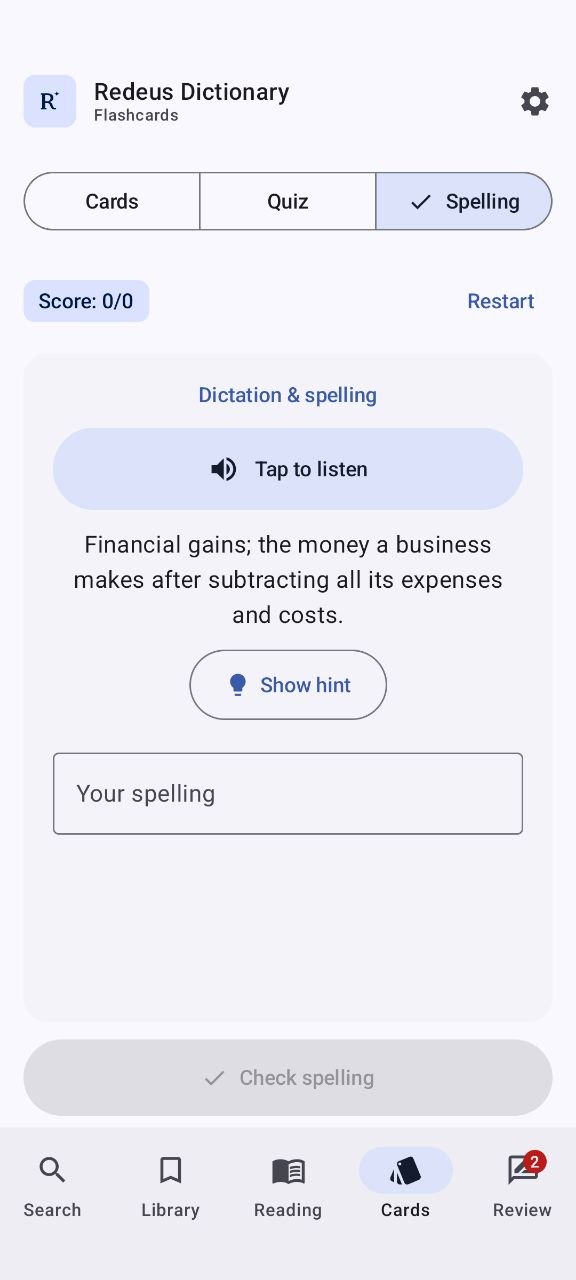 Redeus Dictionary
Flashcards
Cards
Quiz
Spelling
Score: 0/0
Restart
Dictation & spelling
Tap to listen
Financial gains; the money a business
makes after subtracting all its expenses
and costs.
Show hint
Your spelling
Check spelling
2
Search
Library
Reading
Cards
Review